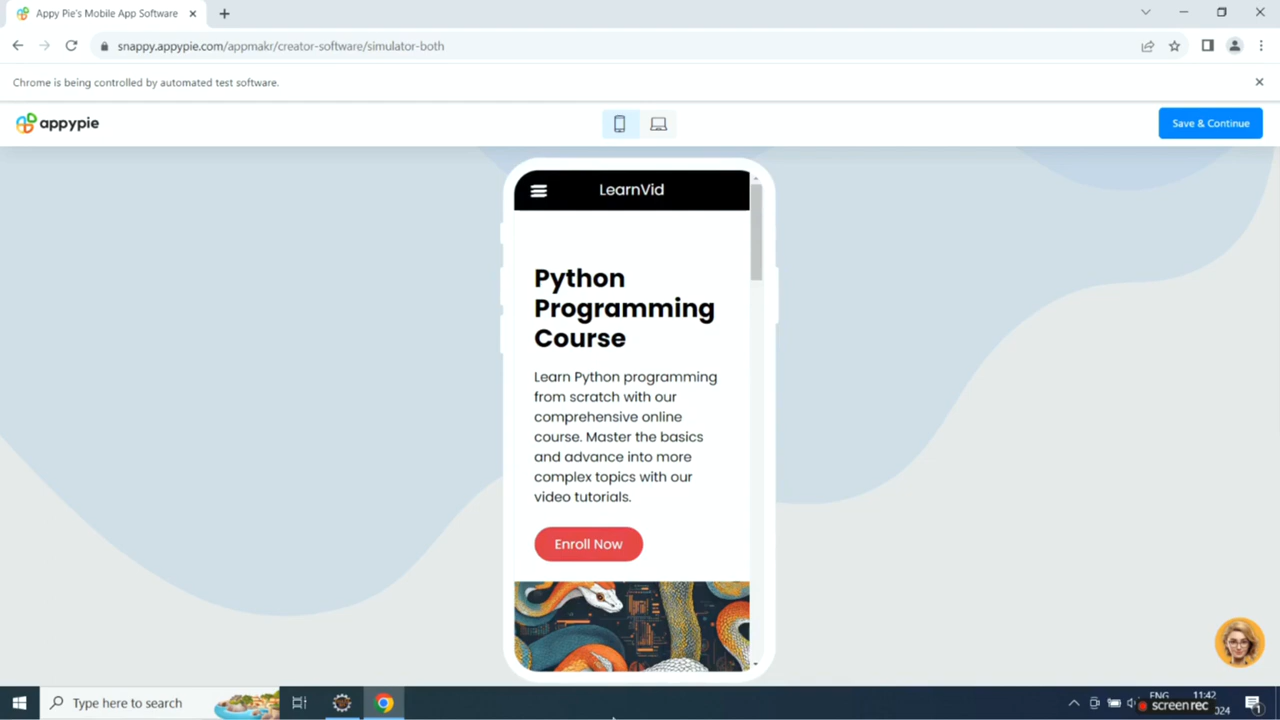 Appy Pie's Mobile App Software
snappy.appypie.com/appmakr/creator-software/simulator-both
Chrome is being controlled by automated test software.
appypie
Save & Continue
LearnVid
Python
Programming
Course
Learn Python programming
from scratch with our
comprehensive online
course. Master the basics
and advance into more
complex topics with our
video tutorials.
Enroll Now
Type here to search
ENG
11:42
screenrec
024
1